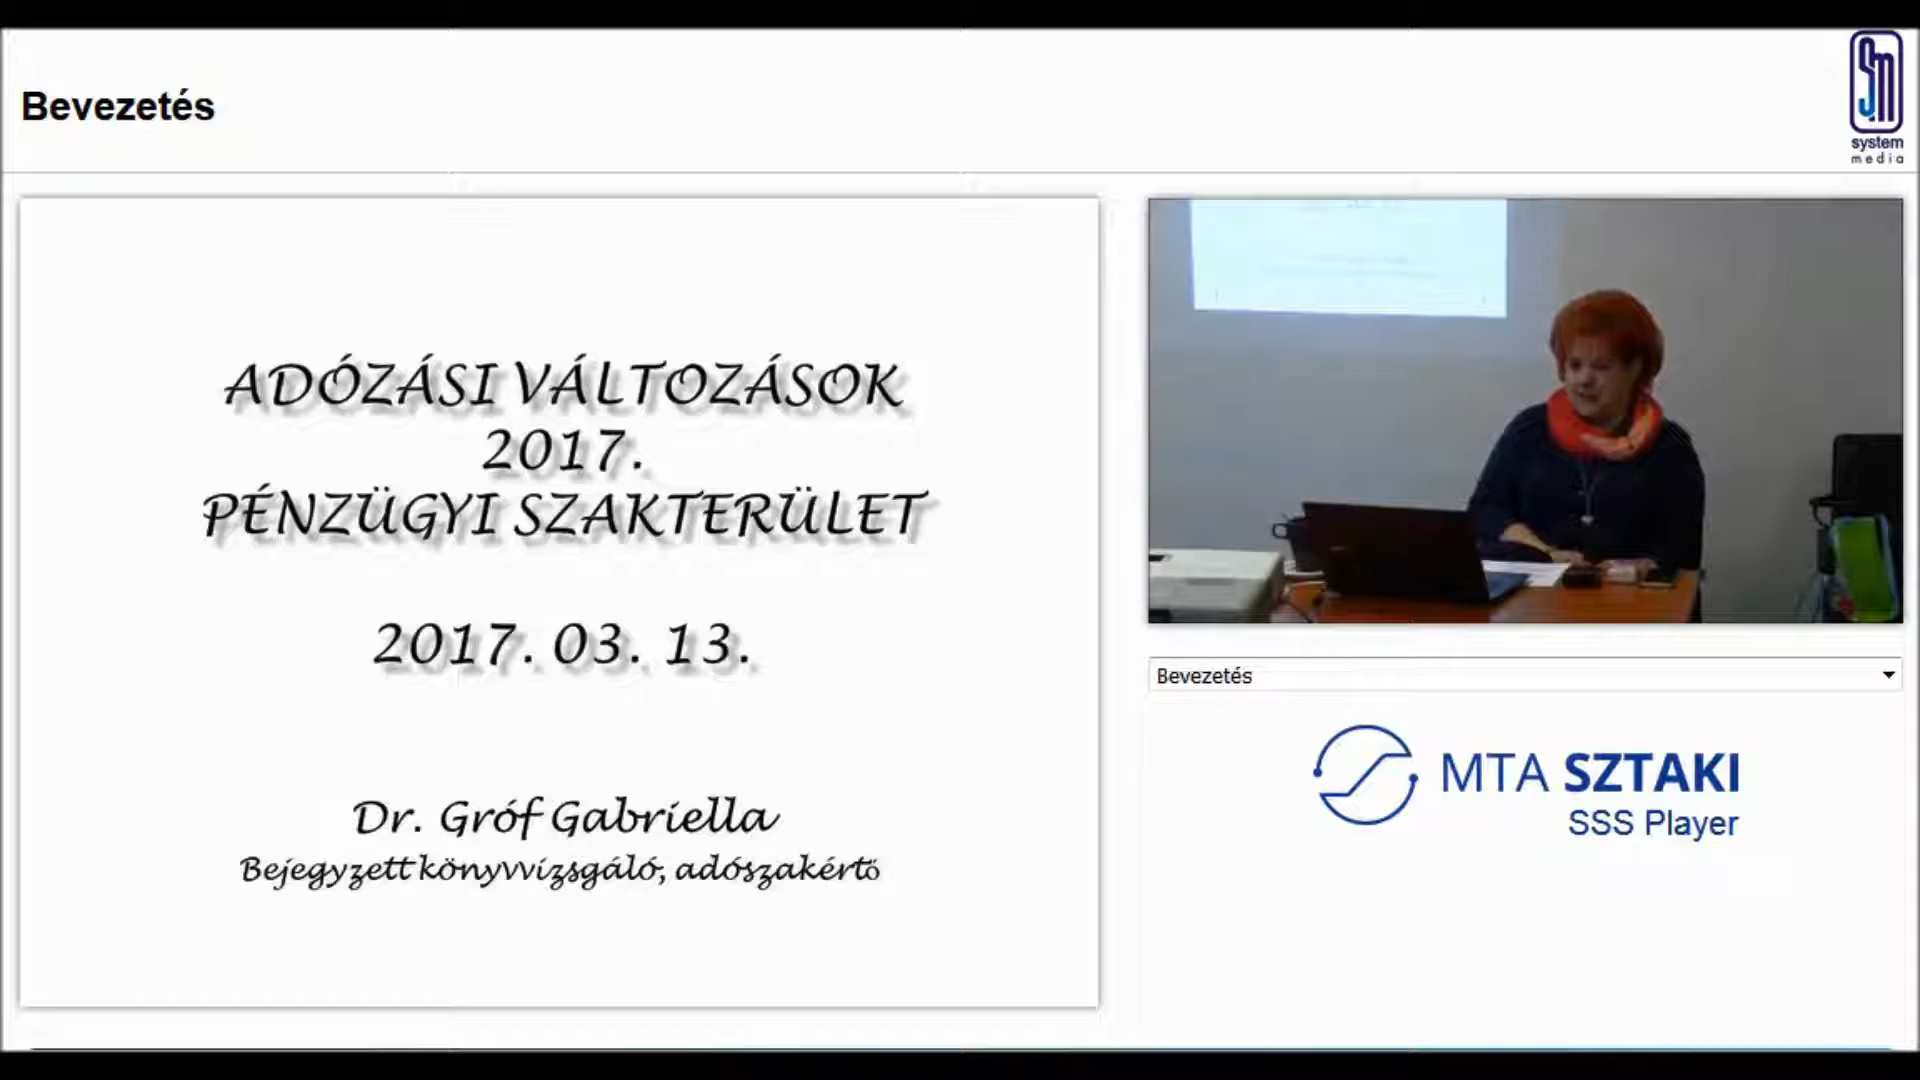 Bevezetés
system
media
ADÓZÁSI VÁLTOZÁSOK
2017.
PÉNZÜGYI SZAKTERÜLET
2017. 03. 13.
Dr. Gróf Gabriella
Bejegyzett könyvvizsgáló, adószakértő
Bevezetés
MTA SZTAKI
SSS Player